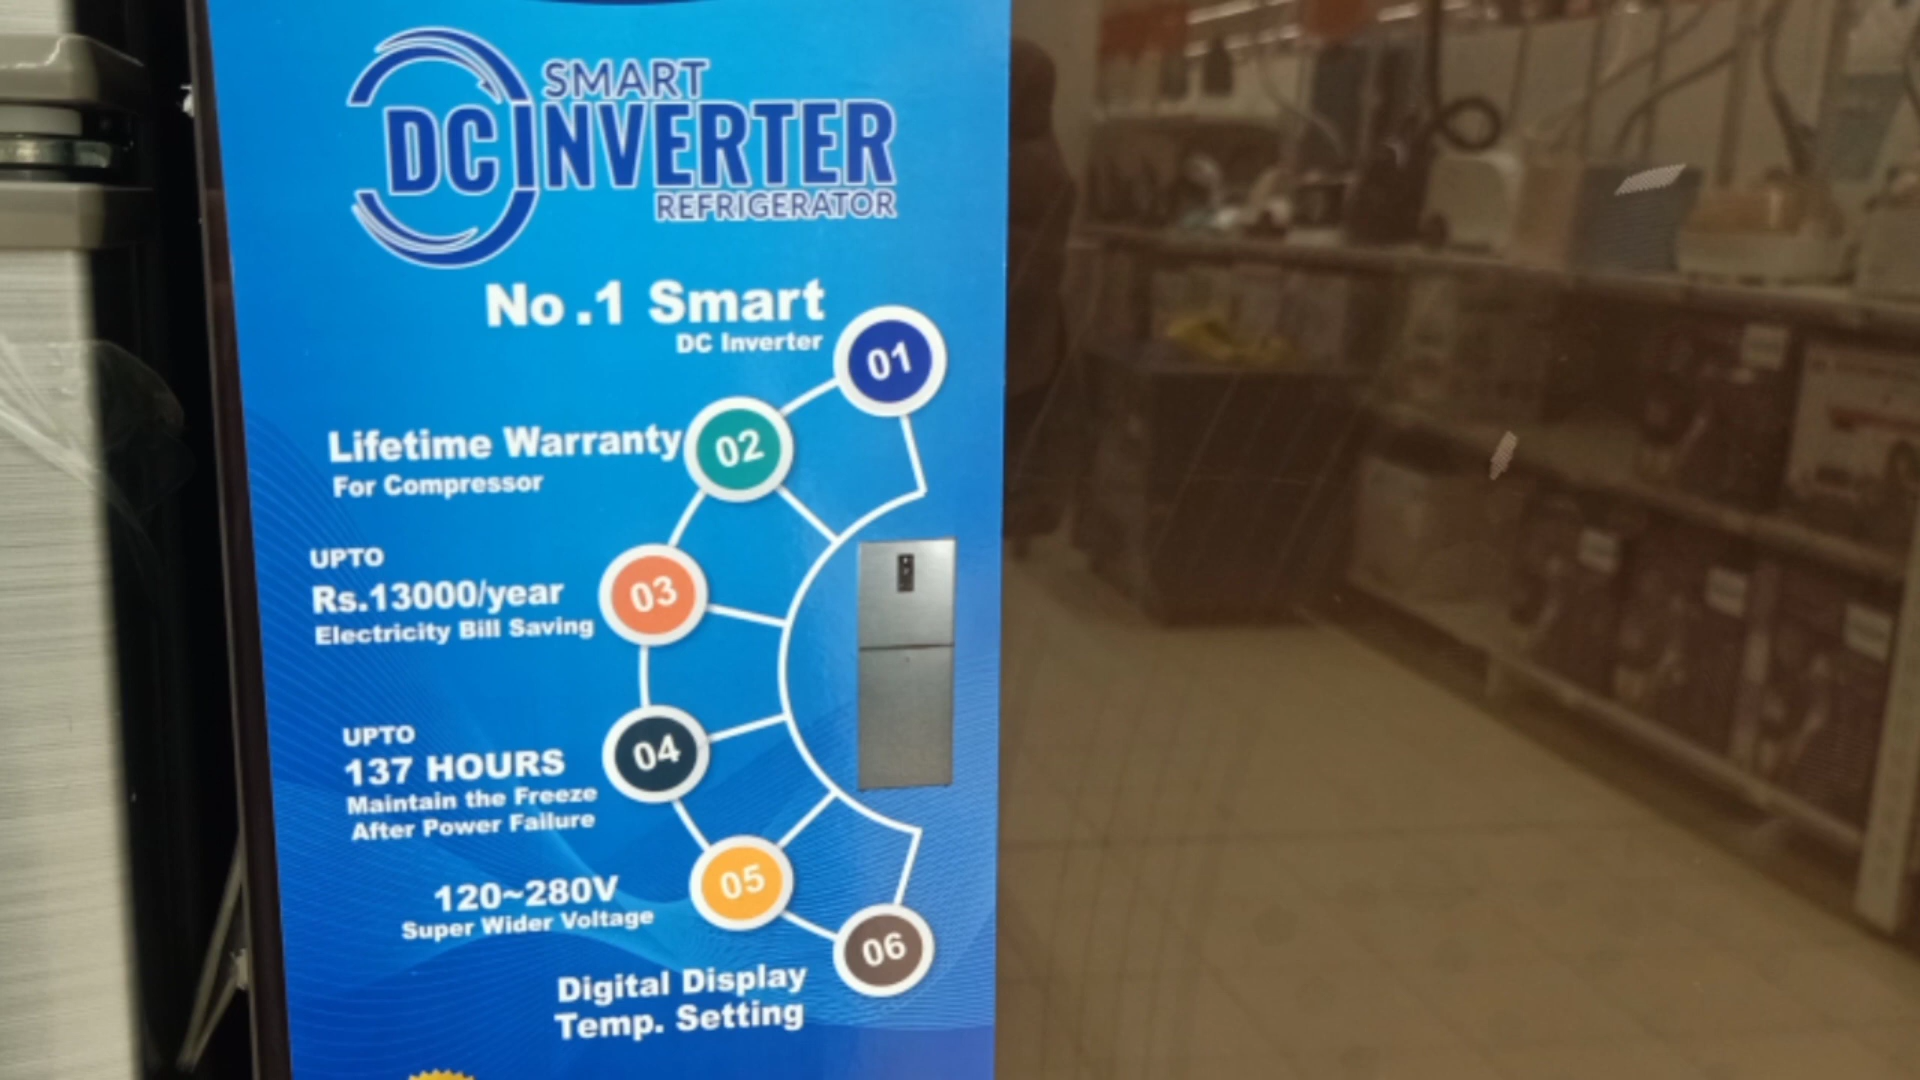 SMART
DC INVERTER
REFRIGERATOR
No.1 Smart
DC Inverter
01
Lifetime Warranty
For Compressor
02
UPTO
Rs.13000/year
Electricity Bill Saving
03
UPTO
137 HOURS
Maintain the Freeze
After Power Failure
04
120~280V
Super Wider Voltage
05
Digital Display
Temp. Setting
06